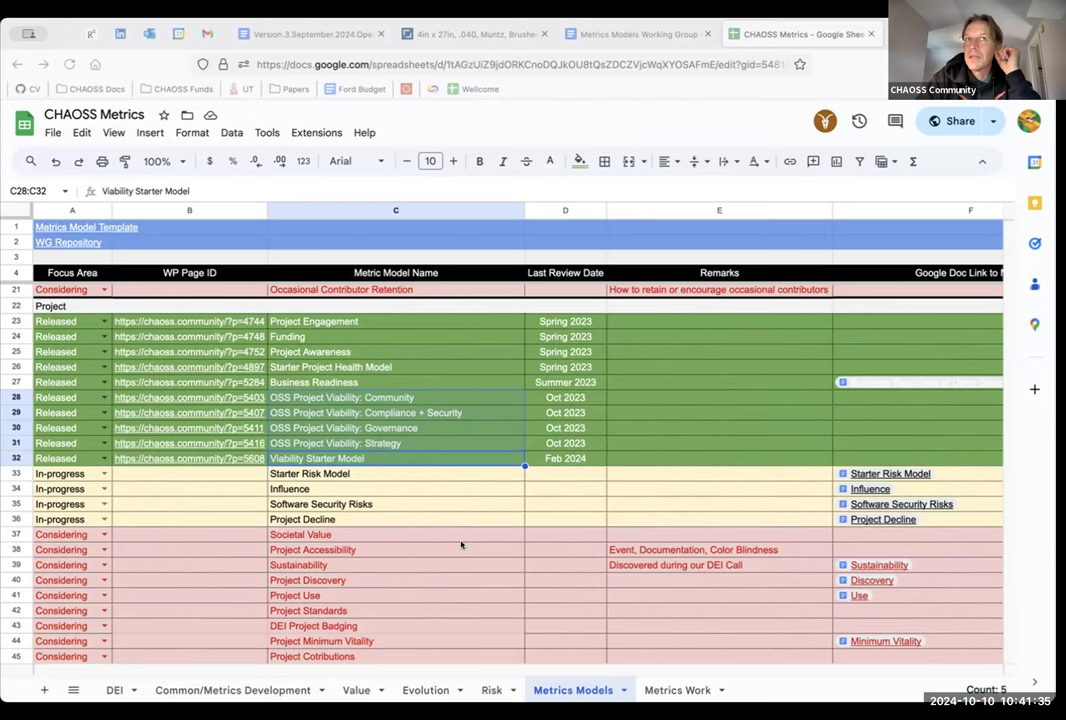 Version.3.September.2024.Ope
4in x 27in, .040, Muntz, Brushe
Metrics Models Working Group
CHAOSS Metrics - Google Shee
https://docs.google.com/spreadsheets/d/1tAGzUiZ9jdORKCnoDQJkOU8tQsZDCZVjcWqXYOSAFmE/edit?gid=5481
CHAOSS Community
CV
CHAOSS Docs
CHAOSS Funds
UT
Papers
Ford Budget
Wellcome
CHAOSS Metrics
File Edit View Insert Format Data Tools Extensions Help
Share
100% $ % .0 .00 123 Arial 10 B I A
C28:C32 Viability Starter Model
A B C D E F
1 Metrics Model Template
2 WG Repository
3
4 Focus Area WP Page ID Metric Model Name Last Review Date Remarks Google Doc Link to M
21 Considering Occasional Contributor Retention How to retain or encourage occasional contributors
22 Project
23 Released https://chaoss.community/?p=4744 Project Engagement Spring 2023
24 Released https://chaoss.community/?p=4748 Funding Spring 2023
25 Released https://chaoss.community/?p=4752 Project Awareness Spring 2023
26 Released https://chaoss.community/?p=4897 Starter Project Health Model Spring 2023
27 Released https://chaoss.community/?p=5284 Business Readiness Summer 2023
28 Released https://chaoss.community/?p=5403 OSS Project Viability: Community Oct 2023
29 Released https://chaoss.community/?p=5407 OSS Project Viability: Compliance + Security Oct 2023
30 Released https://chaoss.community/?p=5411 OSS Project Viability: Governance Oct 2023
31 Released https://chaoss.community/?p=5416 OSS Project Viability: Strategy Oct 2023
32 Released https://chaoss.community/?p=5608 Viability Starter Model Feb 2024
33 In-progress Starter Risk Model Starter Risk Model
34 In-progress Influence Influence
35 In-progress Software Security Risks Software Security Risks
36 In-progress Project Decline Project Decline
37 Considering Societal Value
38 Considering Project Accessibility Event, Documentation, Color Blindness
39 Considering Sustainability Discovered during our DEI Call Sustainability
40 Considering Project Discovery Discovery
41 Considering Project Use Use
42 Considering Project Standards
43 Considering DEI Project Badging
44 Considering Project Minimum Vitality Minimum Vitality
45 Considering Project Cotributions
DEI Common/Metrics Development Value Evolution Risk Metrics Models Metrics Work Count: 5
2024-10-10 10:41:35